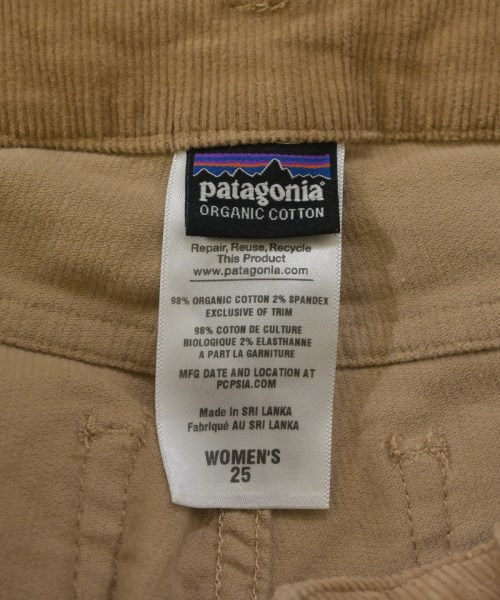 patagonia®
ORGANIC COTTON
Repair, Reuse, Recycle
This Product
www.patagonia.com
98% ORGANIC COTTON 2% SPANDEX
EXCLUSIVE OF TRIM
98% COTON DE CULTURE
BIOLOGIQUE 2% ELASTHANNE
A PART LA GARNITURE
MFG DATE AND LOCATION AT
PCPSIA.COM
Made in SRI LANKA
Fabriqué AU SRI LANKA
WOMEN'S
25